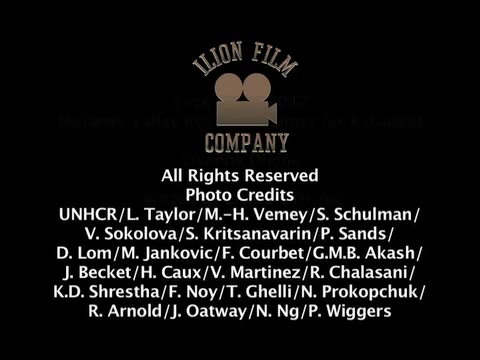 ILION FILM
COMPANY
All Rights Reserved
Photo Credits
UNHCR/L. Taylor/M.-H. Verney/S. Schulman/
V. Sokolova/S. Kritsanavarin/P. Sands/
D. Lom/M. Jankovic/F. Courbet/G.M.B. Akash/
J. Becket/H. Caux/V. Martinez/R. Chalasani/
K.D. Shrestha/F. Noy/T. Ghelli/N. Prokopchuk/
R. Arnold/J. Oatway/N. Ng/P. Wiggers